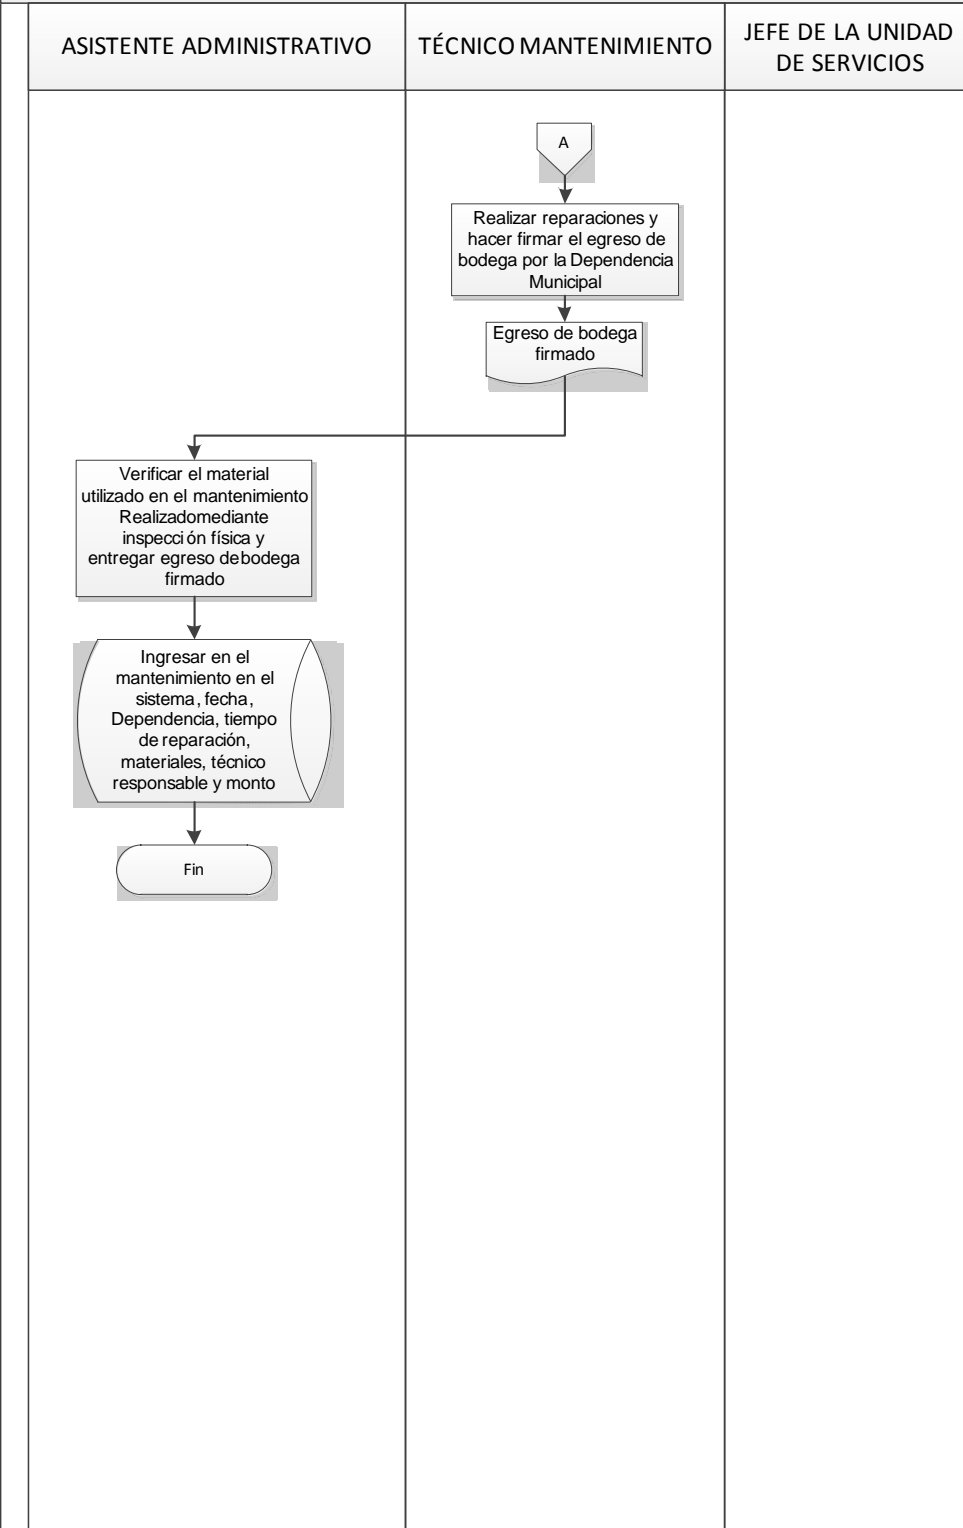 ASISTENTE ADMINISTRATIVO
TÉCNICO MANTENIMIENTO
JEFE DE LA UNIDAD
DE SERVICIOS
A
Realizar reparaciones y
hacer firmar el egreso de
bodega por la Dependencia
Municipal
Egreso de bodega
firmado
Verificar el material
utilizado en el mantenimiento
Realizadomediante
inspección física y
entregar egreso debodega
firmado
Ingresar en el
mantenimiento en el
sistema, fecha,
Dependencia, tiempo
de reparación,
materiales, técnico
responsable y monto
Fin